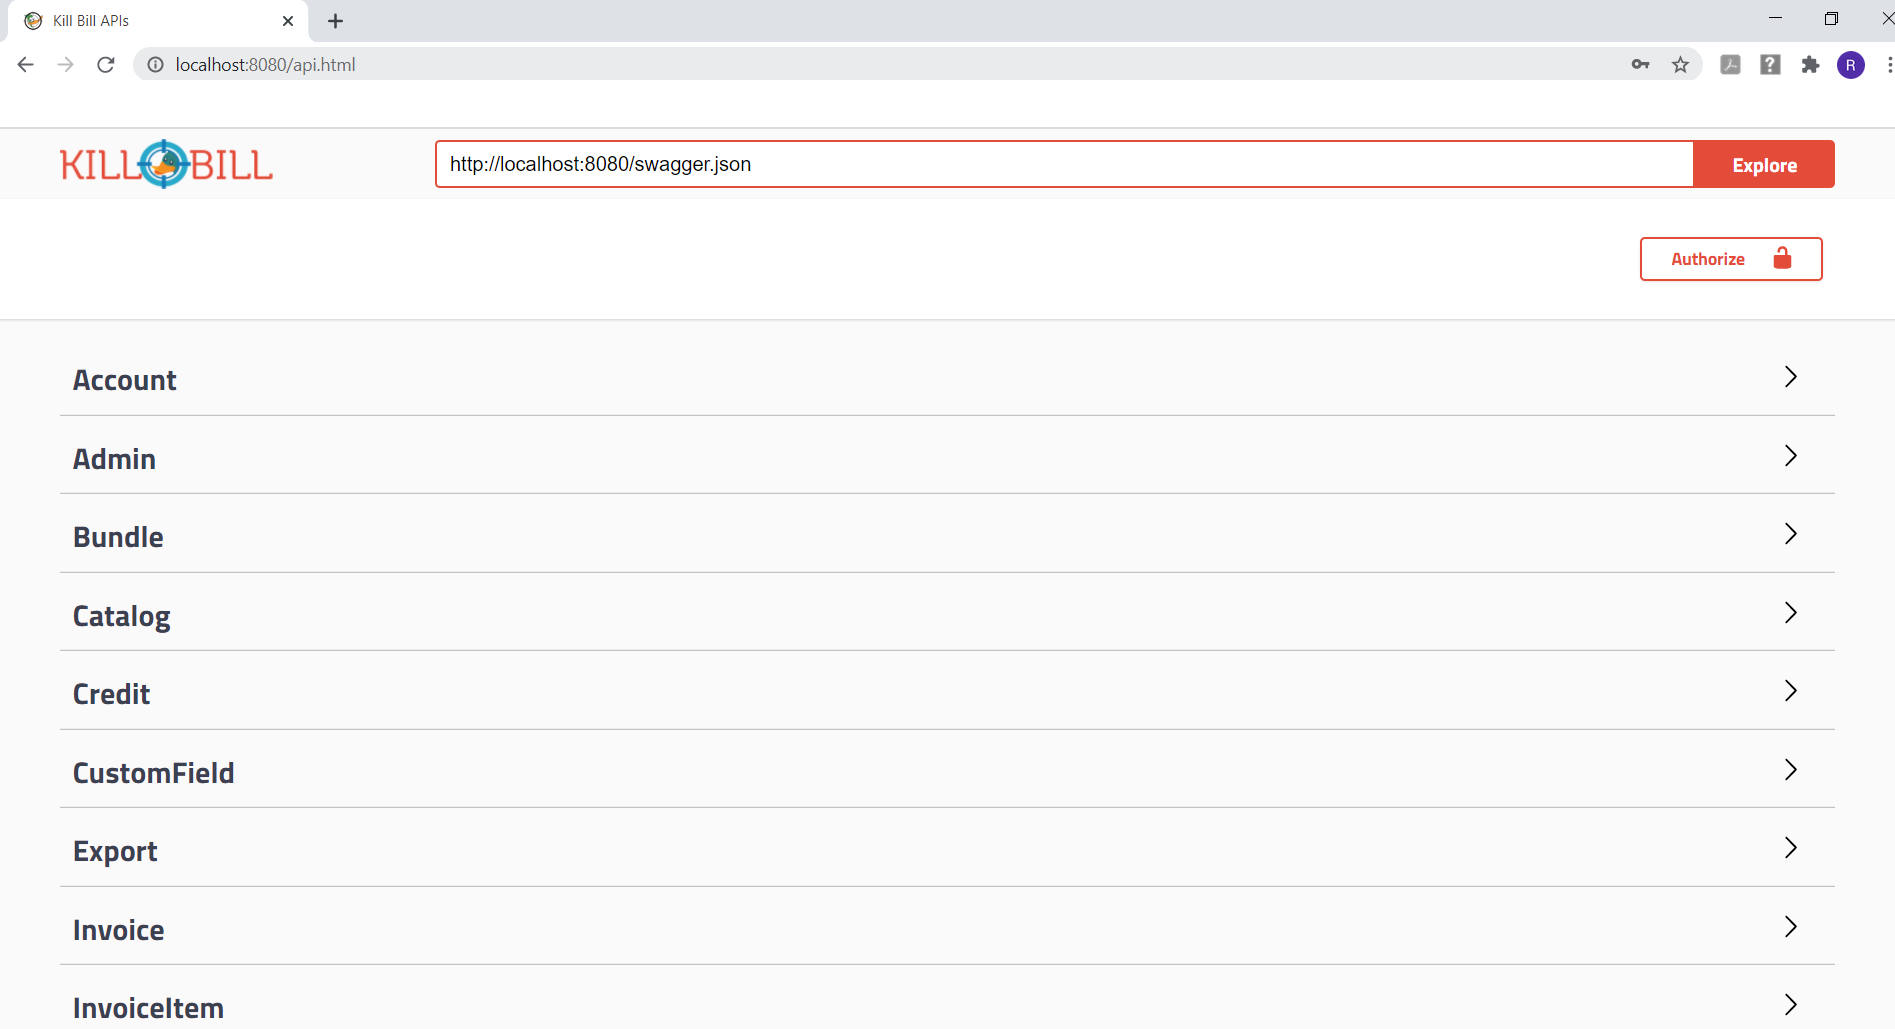 Kill Bill APIs
localhost:8080/api.html
R
KILL BILL
http://localhost:8080/swagger.json
Explore
Authorize
Account
Admin
Bundle
Catalog
Credit
CustomField
Export
Invoice
InvoiceItem